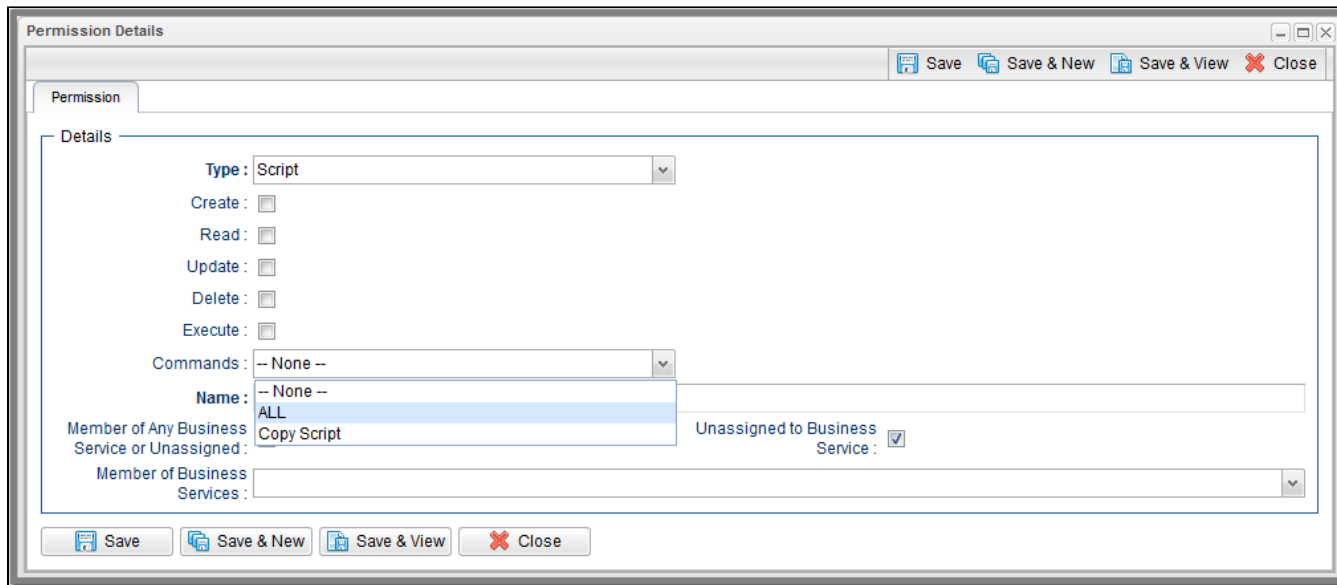 Permission Details
Save Save & New Save & View Close
Permission
Details
Type : Script
Create :
Read :
Update :
Delete :
Execute :
Commands : -- None --
-- None --
Name :
ALL
Copy Script
Member of Any Business
Service or Unassigned :
Unassigned to Business
Service :
Member of Business
Services :
Save Save & New Save & View Close